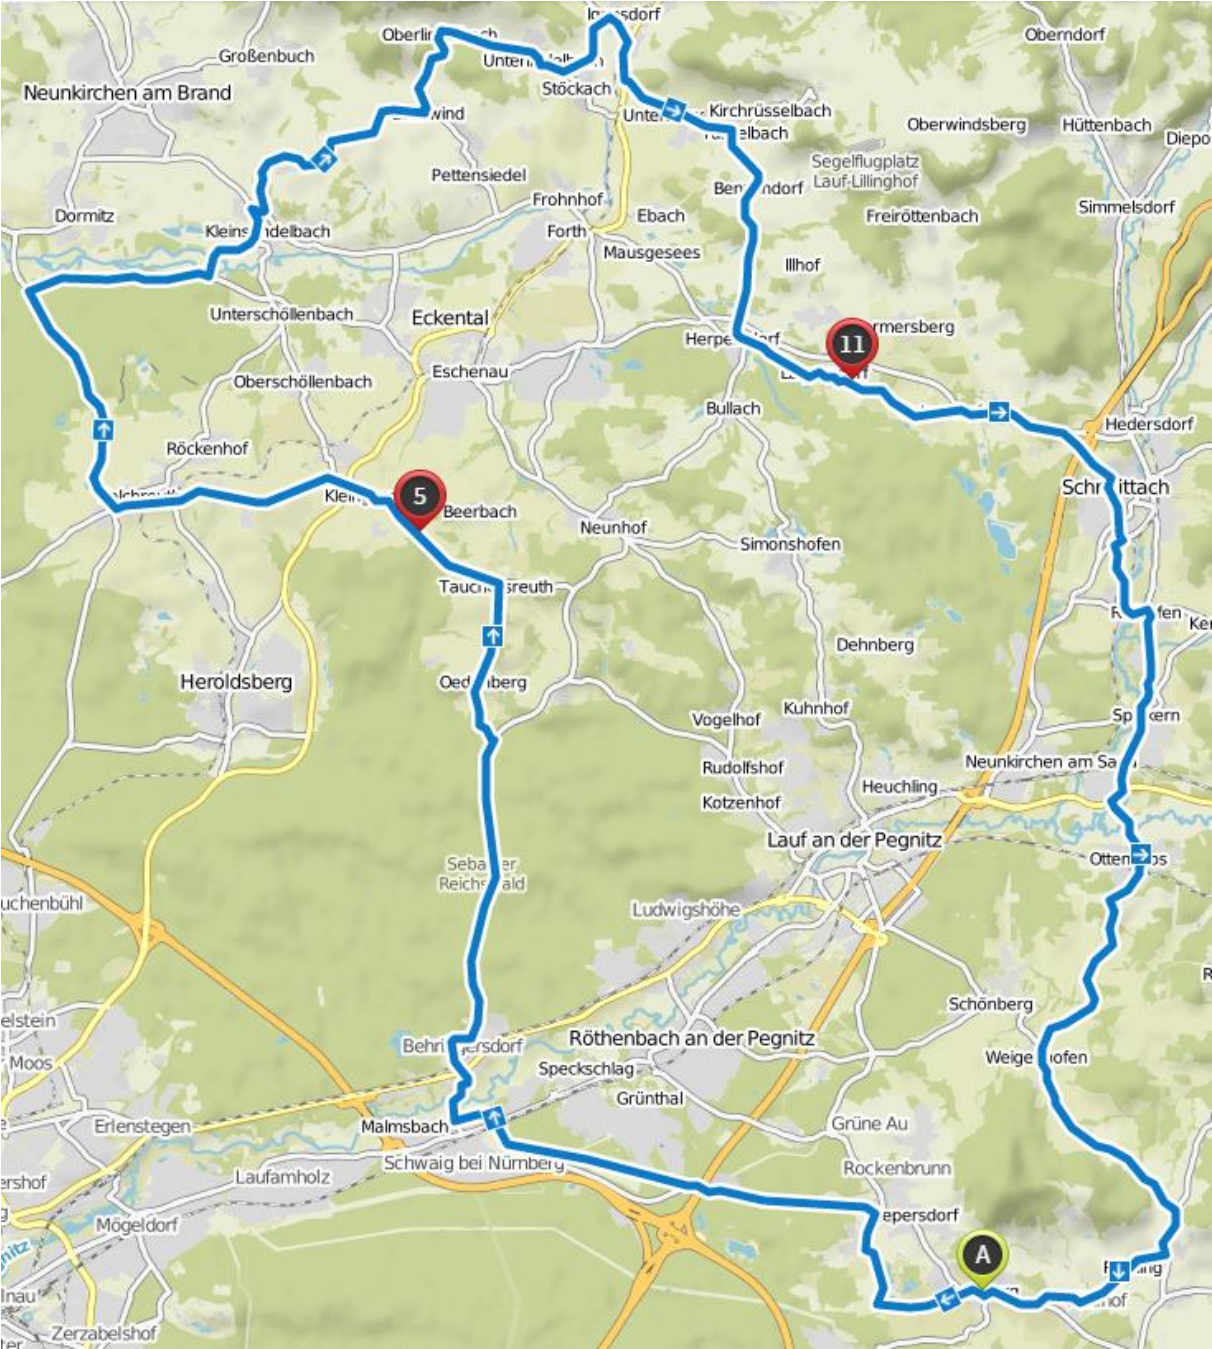 Großenbuch
Neunkirchen am Brand
Stöckach
Kirchrüsselbach
Oberndorf
Oberwindsberg
Hüttenbach
Segelflugplatz
Lauf-Lillinghof
Pettensiedel
Frohnhof
Forth
Ebach
Mausgesees
Freiröttenbach
Simmelsdorf
Dormitz
Illhof
Unterschöllenbach
Eckental
Eschenau
Oberschöllenbach
11
Bullach
Hedersdorf
Röckenhof
5
Beerbach
Neunhof
Simonshofen
Dehnberg
Heroldsberg
Vogelhof
Kuhnhof
Rudolfshof
Kotzenhof
Heuchling
Lauf an der Pegnitz
Ludwigshöhe
Schönberg
Röthenbach an der Pegnitz
Speckschlag
Grünthal
Moos
Erlenstegen
Malmsbach
Grüne Au
Schwaig bei Nürnberg
Rockenbrunn
Laufamholz
Mögeldorf
epersdorf
A
Zerzabelshof